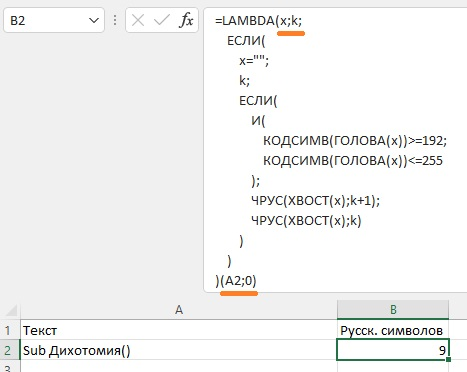 B2
fx
=LAMBDA(x;k;
ЕСЛИ(
x="";
k;
ЕСЛИ(
И(
КОДСИМВ(ГОЛОВА(x))>=192;
КОДСИМВ(ГОЛОВА(x))<=255
);
ЧРУС(ХВОСТ(x);k+1);
ЧРУС(ХВОСТ(x);k)
)
)
)(A2;0)
A B
1 Текст Русск. символов
2 Sub Дихотомия() 9
3